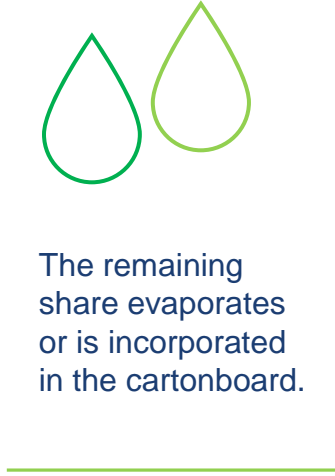 The remaining
share evaporates
or is incorporated
in the cartonboard.